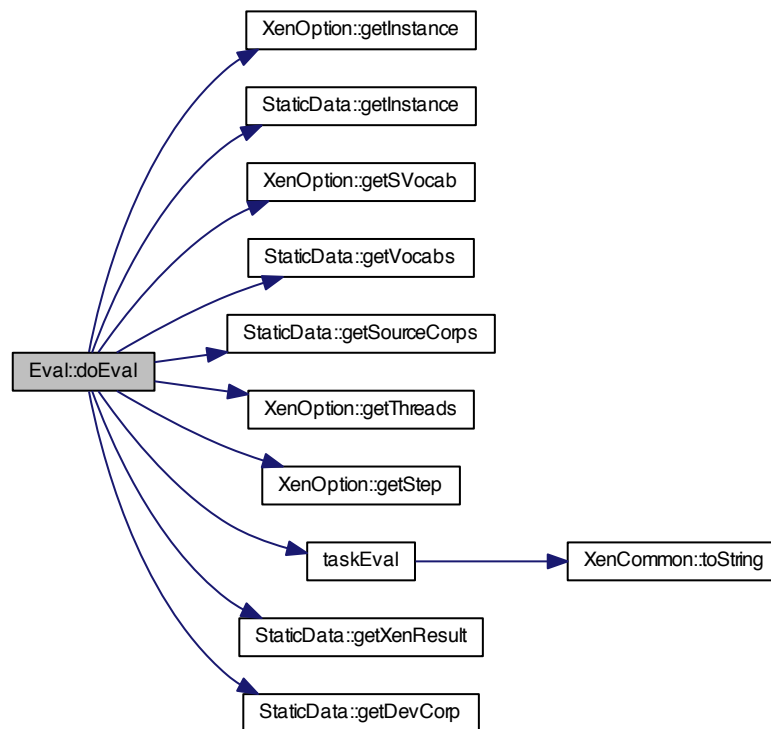 XenOption::getInstance
StaticData::getInstance
XenOption::getSVocab
StaticData::getVocabs
StaticData::getSourceCorps
Eval::doEval
XenOption::getThreads
XenOption::getStep
taskEval
XenCommon::toString
StaticData::getXenResult
StaticData::getDevCorp